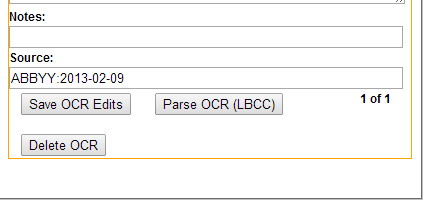 Notes:
Source:
ABBYY:2013-02-09
Save OCR Edits Parse OCR (LBCC) 1 of 1
Delete OCR